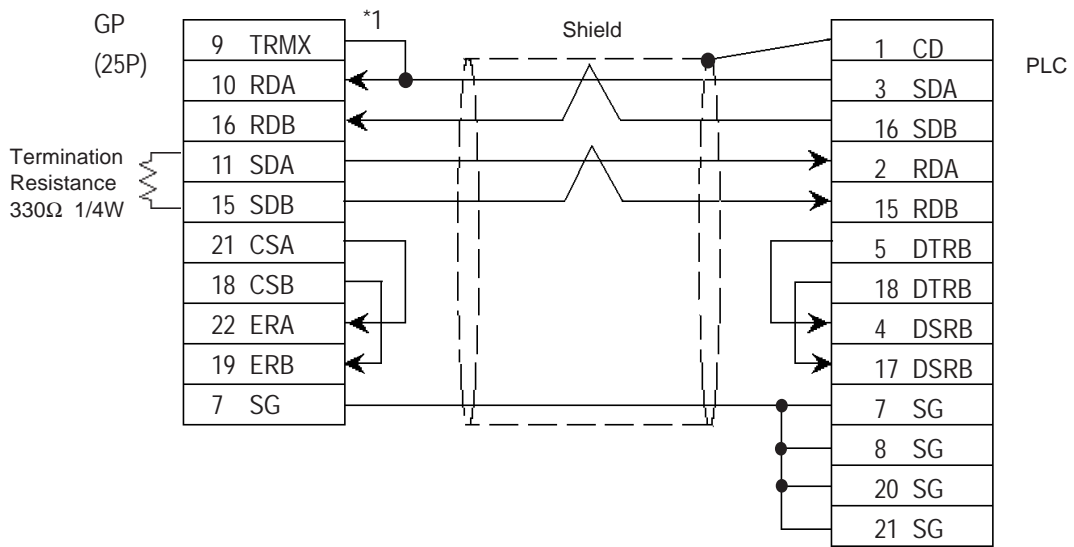 GP
(25P)
*1
Shield
PLC
9 TRMX
10 RDA
16 RDB
11 SDA
15 SDB
21 CSA
18 CSB
22 ERA
19 ERB
7 SG
Termination
Resistance
330Ω 1/4W
1 CD
3 SDA
16 SDB
2 RDA
15 RDB
5 DTRB
18 DTRB
4 DSRB
17 DSRB
7 SG
8 SG
20 SG
21 SG